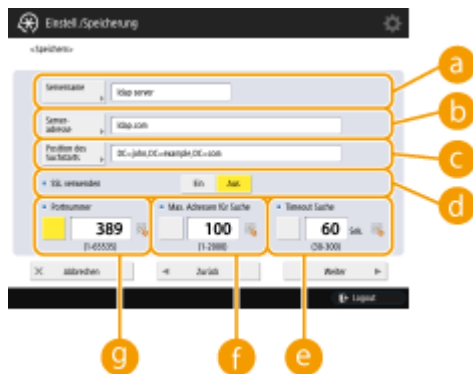 Einstell./Speicherung
<Speichern>
Servername
ldap server
a
Server-
adresse
ldap.com
b
Position des
Suchstarts
DC=john,DC=example,DC=com
c
SSL verwenden
Ein
Aus
d
Portnummer
Max. Adressen für Suche
Timeout Suche
389
100
60
Sek.
(1-65535)
(1-2000)
(30-300)
Abbrechen
Zurück
Weiter
Logout
g
f
e